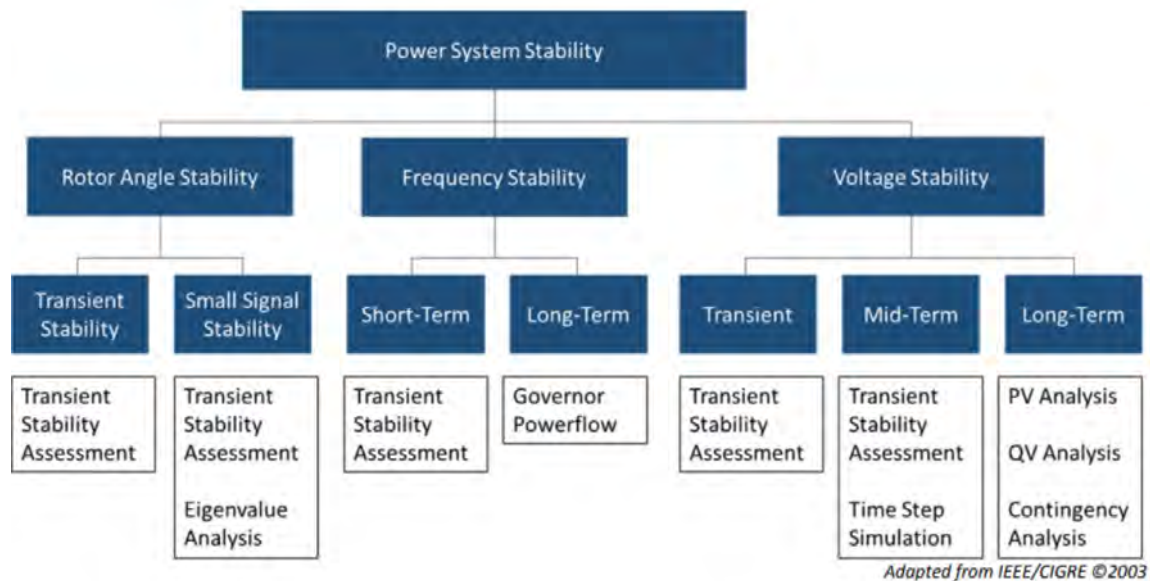 Power System Stability
Rotor Angle Stability
Frequency Stability
Voltage Stability
Transient
Stability
Small Signal
Stability
Short-Term
Long-Term
Transient
Mid-Term
Long-Term
Transient
Stability
Assessment
Transient
Stability
Assessment
Eigenvalue
Analysis
Transient
Stability
Assessment
Governor
Powerflow
Transient
Stability
Assessment
Transient
Stability
Assessment
Time Step
Simulation
PV Analysis
QV Analysis
Contingency
Analysis
Adapted from IEEE/CIGRE ©2003